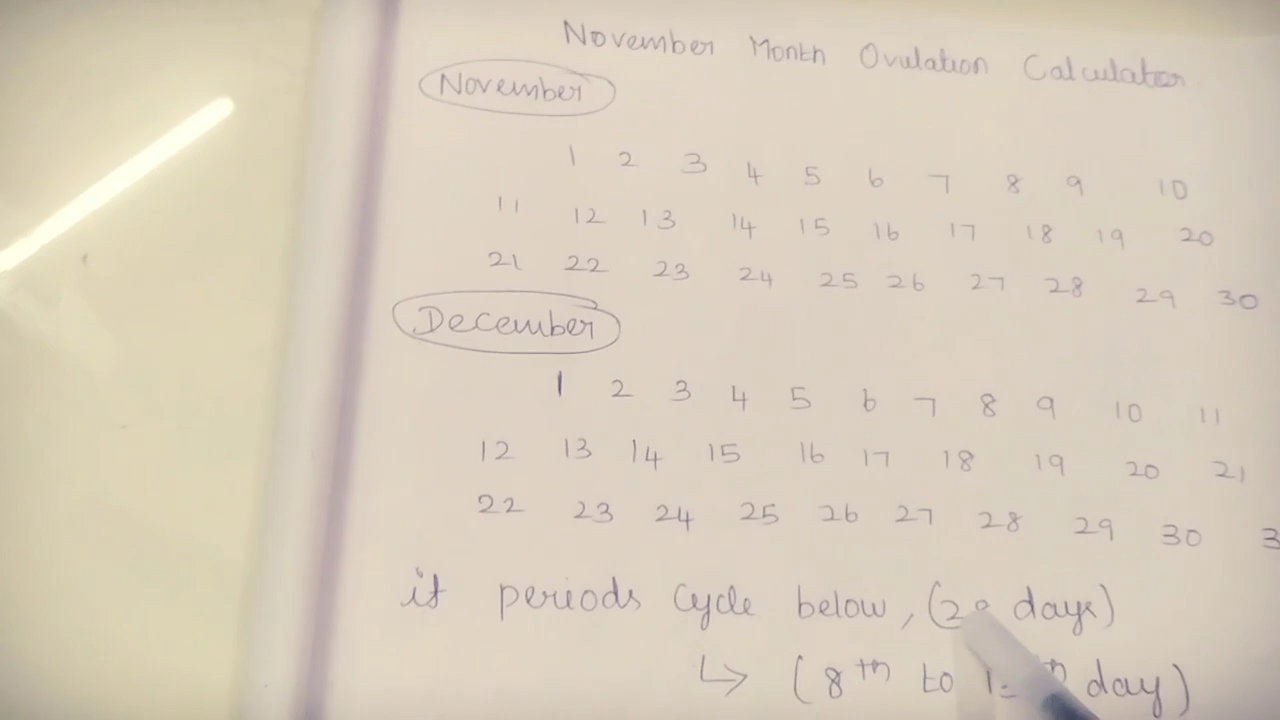 November Month Ovulation Calculator
November
1 2 3 4 5 6 7 8 9 10
11 12 13 14 15 16 17 18 19 20
21 22 23 24 25 26 27 28 29 30
December
1 2 3 4 5 6 7 8 9 10 11
12 13 14 15 16 17 18 19 20 21
22 23 24 25 26 27 28 29 30
if periods cycle below, ( days)
↳ (8th to day)